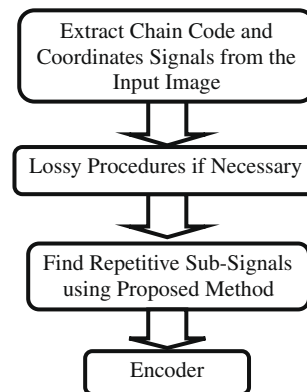 Extract Chain Code and
Coordinates Signals from the
Input Image
Lossy Procedures if Necessary
Find Repetitive Sub-Signals
using Proposed Method
Encoder